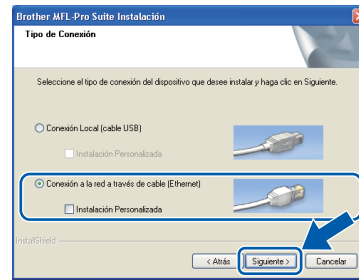 Brother MFL-Pro Suite Instalación
Tipo de Conexión
Seleccione el tipo de conexión del dispositivo que desee instalar y haga clic en Siguiente.
Conexión Local (cable USB)
Instalación Personalizada
Conexión a la red a través de cable (Ethernet)
Instalación Personalizada
InstallShield
< Atrás
Siguiente >
Cancelar